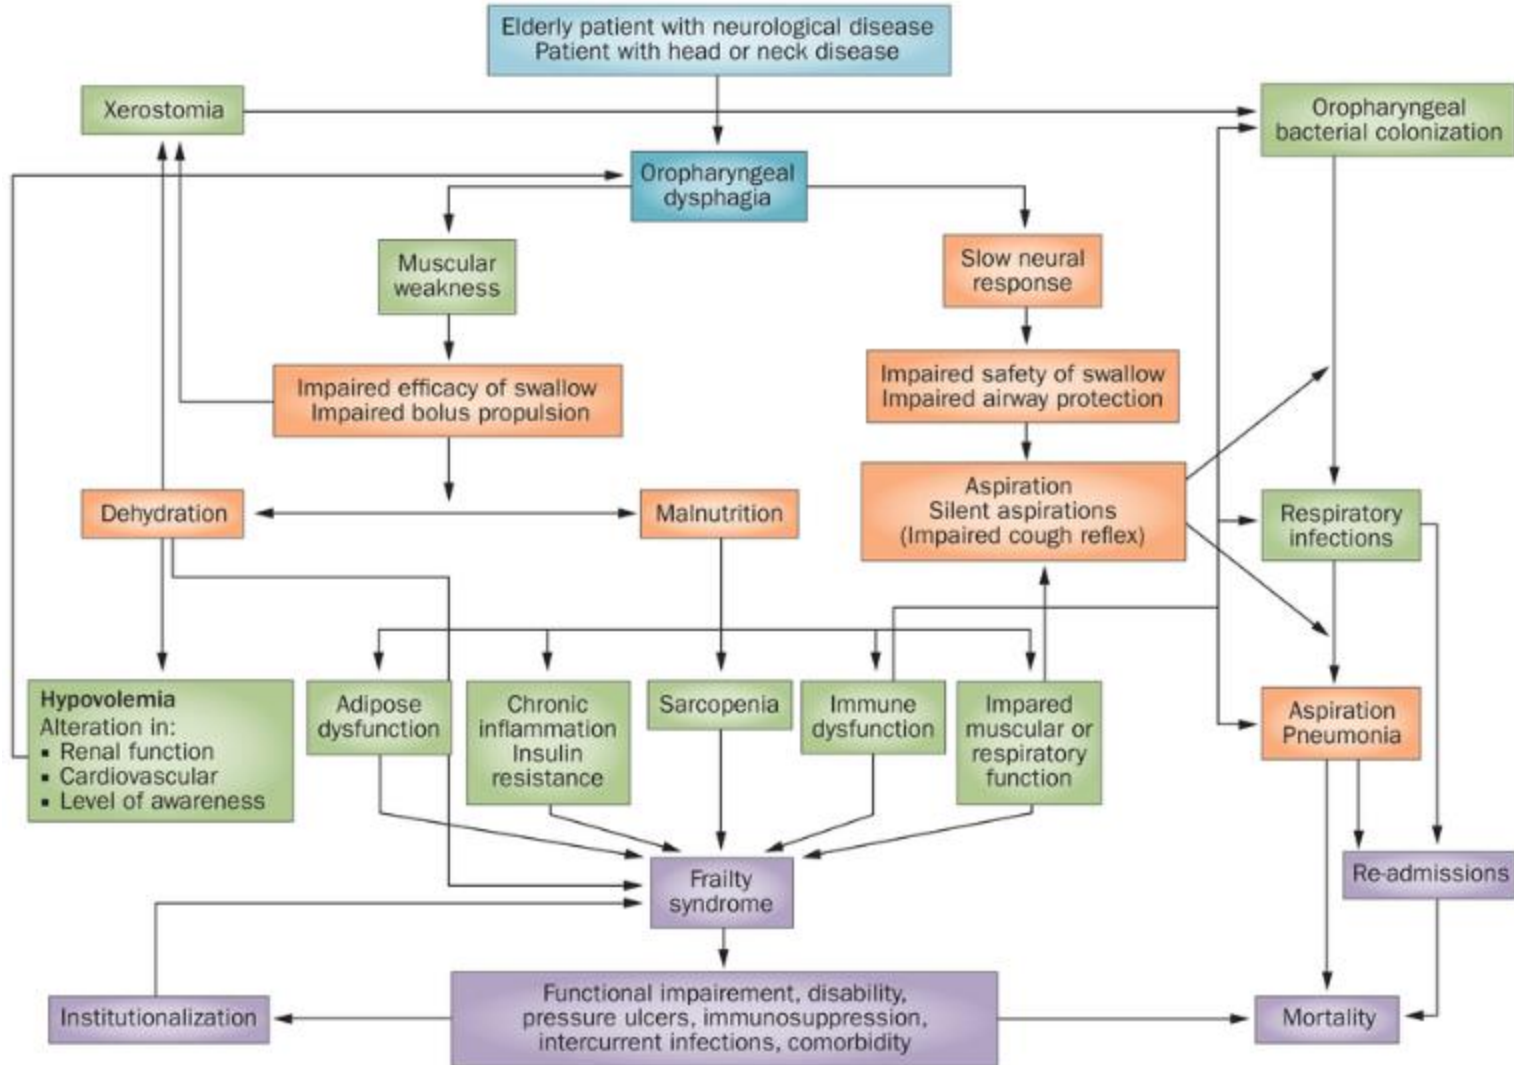 Elderly patient with neurological disease
Patient with head or neck disease
Xerostomia
Oropharyngeal
bacterial colonization
Oropharyngeal
dysphagia
Muscular
weakness
Slow neural
response
Impaired efficacy of swallow
Impaired bolus propulsion
Impaired safety of swallow
Impaired airway protection
Dehydration
Malnutrition
Aspiration
Silent aspirations
(Impaired cough reflex)
Respiratory
infections
Hypovolemia
Alteration in:
▪ Renal function
▪ Cardiovascular
▪ Level of awareness
Adipose
dysfunction
Chronic
inflammation
Insulin
resistance
Sarcopenia
Immune
dysfunction
Impared
muscular or
respiratory
function
Aspiration
Pneumonia
Frailty
syndrome
Re-admissions
Institutionalization
Functional impairement, disability,
pressure ulcers, immunosuppression,
intercurrent infections, comorbidity
Mortality